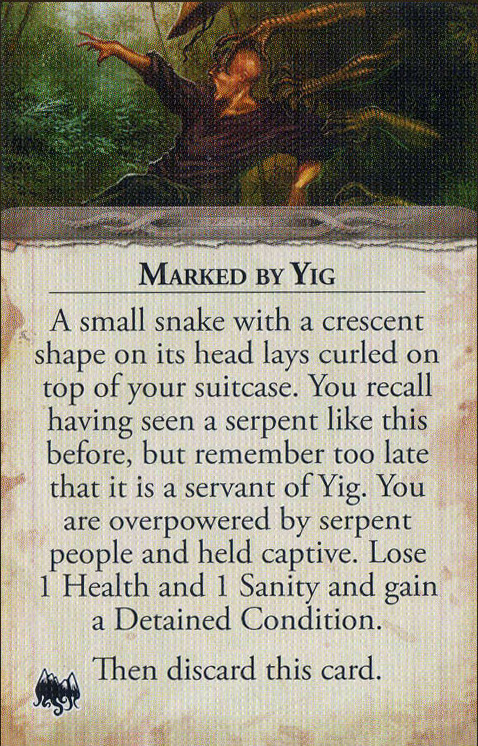 MARKED BY YIG
A small snake with a crescent
shape on its head lays curled on
top of your suitcase. You recall
having seen a serpent like this
before, but remember too late
that it is a servant of Yig. You
are overpowered by serpent
people and held captive. Lose
1 Health and 1 Sanity and gain
a Detained Condition.
Then discard this card.